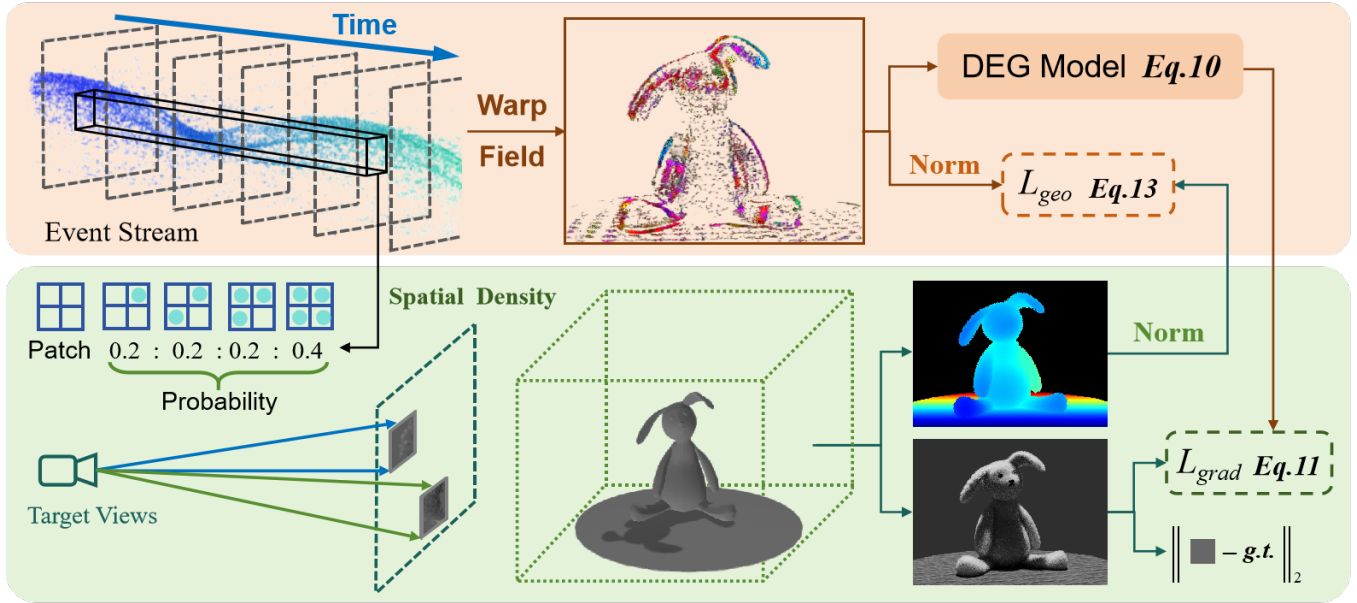 Time
Event Stream
Warp
Field
DEG Model Eq.10
Norm
L_geo Eq.13
Spatial Density
Patch 0.2 : 0.2 : 0.2 : 0.4
Probability
Target Views
Norm
L_grad Eq.11
‖ – g.t. ‖₂